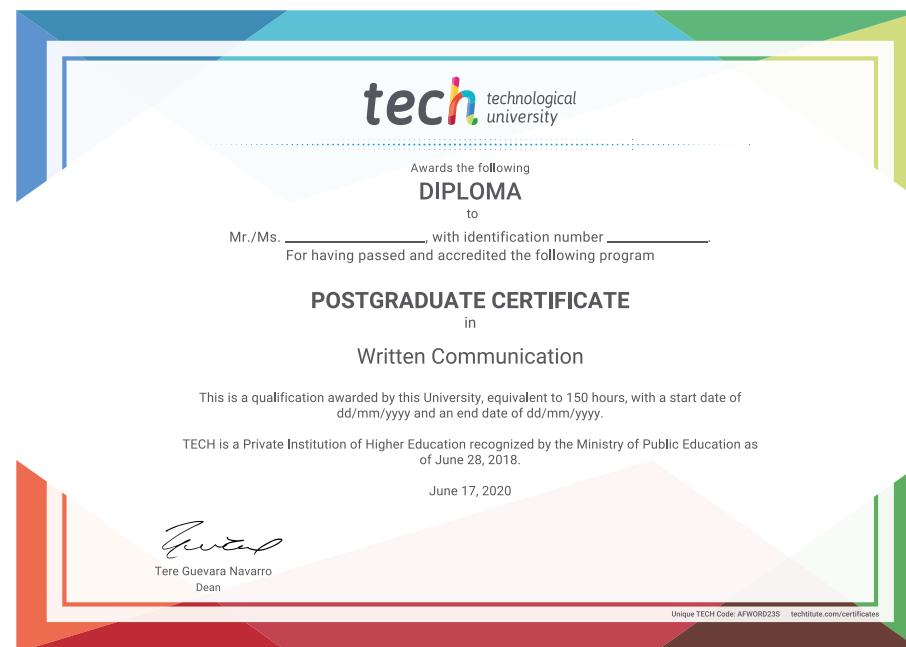 tech technological
university
Awards the following
DIPLOMA
to
Mr./Ms. ____________________, with identification number ______________.
For having passed and accredited the following program
POSTGRADUATE CERTIFICATE
in
Written Communication
This is a qualification awarded by this University, equivalent to 150 hours, with a start date of
dd/mm/yyyy and an end date of dd/mm/yyyy.
TECH is a Private Institution of Higher Education recognized by the Ministry of Public Education as
of June 28, 2018.
June 17, 2020
Tere Guevara Navarro
Dean
Unique TECH Code: AFWORD23S techtitute.com/certificates